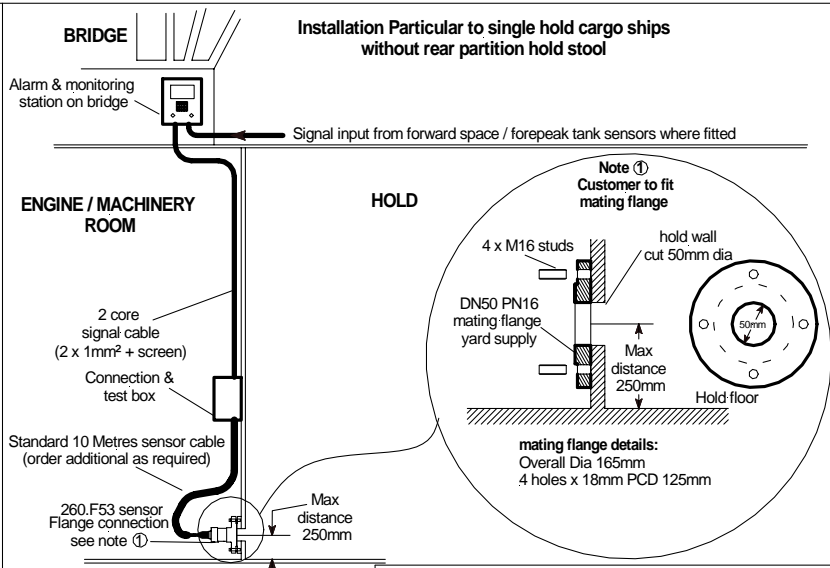 BRIDGE
Installation Particular to single hold cargo ships
without rear partition hold stool
Alarm & monitoring
station on bridge
Signal input from forward space / forepeak tank sensors where fitted
ENGINE / MACHINERY
ROOM
HOLD
2 core
signal cable
(2 x 1mm² + screen)
Connection &
test box
Standard 10 Metres sensor cable
(order additional as required)
260.F53 sensor
Flange connection
see note ①
Max
distance
250mm
Note ①
Customer to fit
mating flange
4 x M16 studs
hold wall
cut 50mm dia
DN50 PN16
mating flange
yard supply
Max
distance
250mm
50mm
Hold floor
mating flange details:
Overall Dia 165mm
4 holes x 18mm PCD 125mm